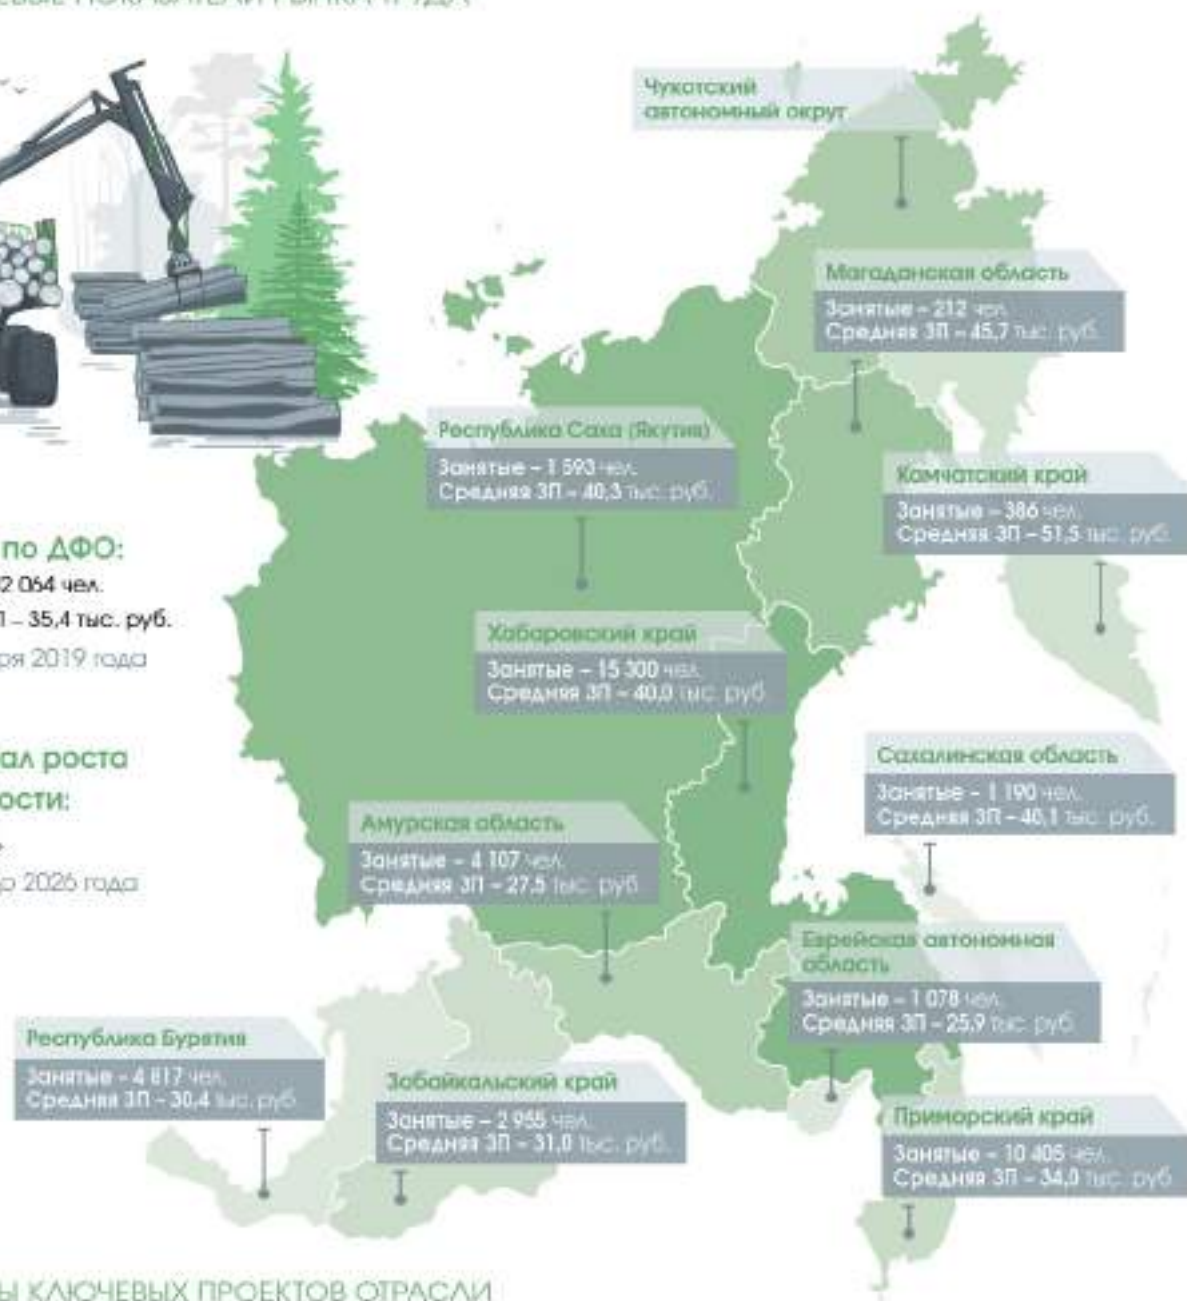 ПОКАЗАТЕЛИ РЫНКА ТРУДА
Чукотский
автономный округ
Магаданская область
Занятые – 212 чел.
Средняя ЗП – 45,7 тыс. руб.
Республика Саха (Якутия)
Занятые – 1 593 чел.
Средняя ЗП – 40,3 тыс. руб.
Камчатский край
Занятые – 386 чел.
Средняя ЗП – 51,5 тыс. руб.
по ДФО:
2 064 чел.
– 35,4 тыс. руб.
ря 2019 года
Хабаровский край
Занятые – 15 300 чел.
Средняя ЗП – 40,0 тыс. руб.
ал роста
ости:
до 2026 года
Сахалинская область
Занятые – 1 190 чел.
Средняя ЗП – 40,1 тыс. руб.
Амурская область
Занятые – 4 107 чел.
Средняя ЗП – 27,5 тыс. руб.
Еврейская автономная
область
Занятые – 1 078 чел.
Средняя ЗП – 25,9 тыс. руб.
Республика Бурятия
Занятые – 4 817 чел.
Средняя ЗП – 30,4 тыс. руб.
Забайкальский край
Занятые – 2 955 чел.
Средняя ЗП – 31,0 тыс. руб.
Приморский край
Занятые – 10 405 чел.
Средняя ЗП – 34,0 тыс. руб.
Ы КЛЮЧЕВЫХ ПРОЕКТОВ ОТРАСЛИ